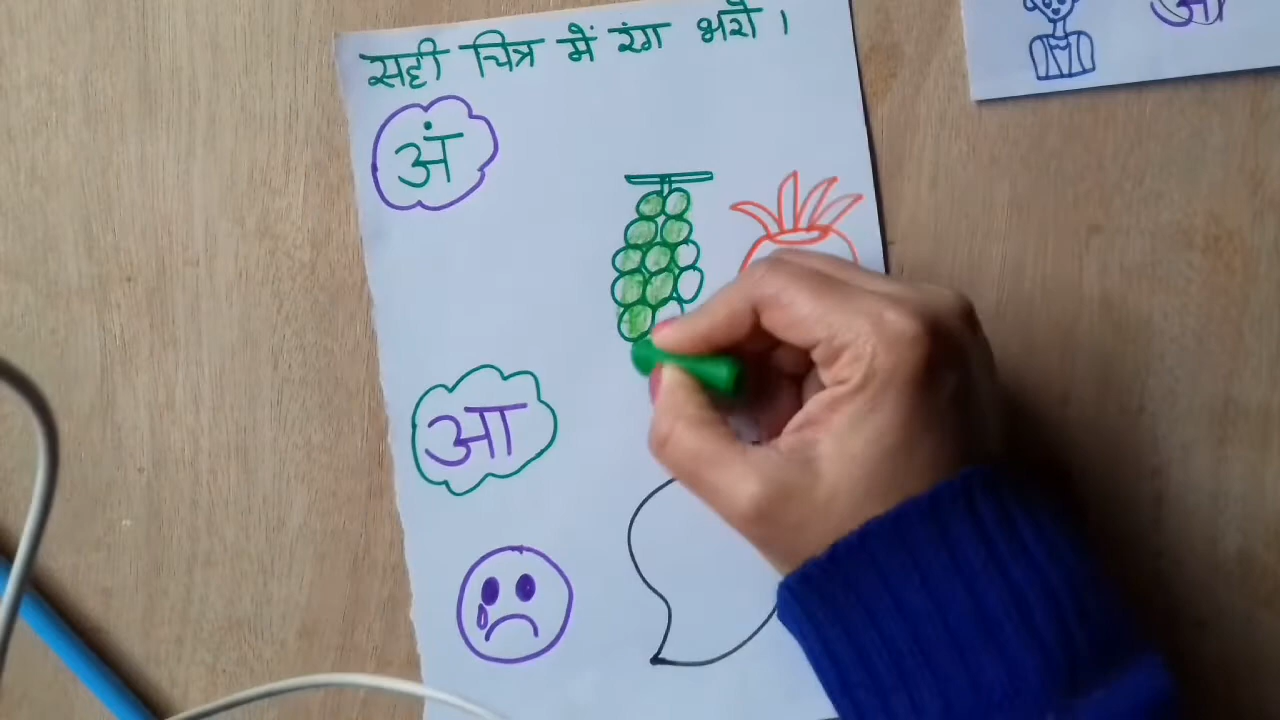 सही चित्र में रंग भरो ।
अं
आ